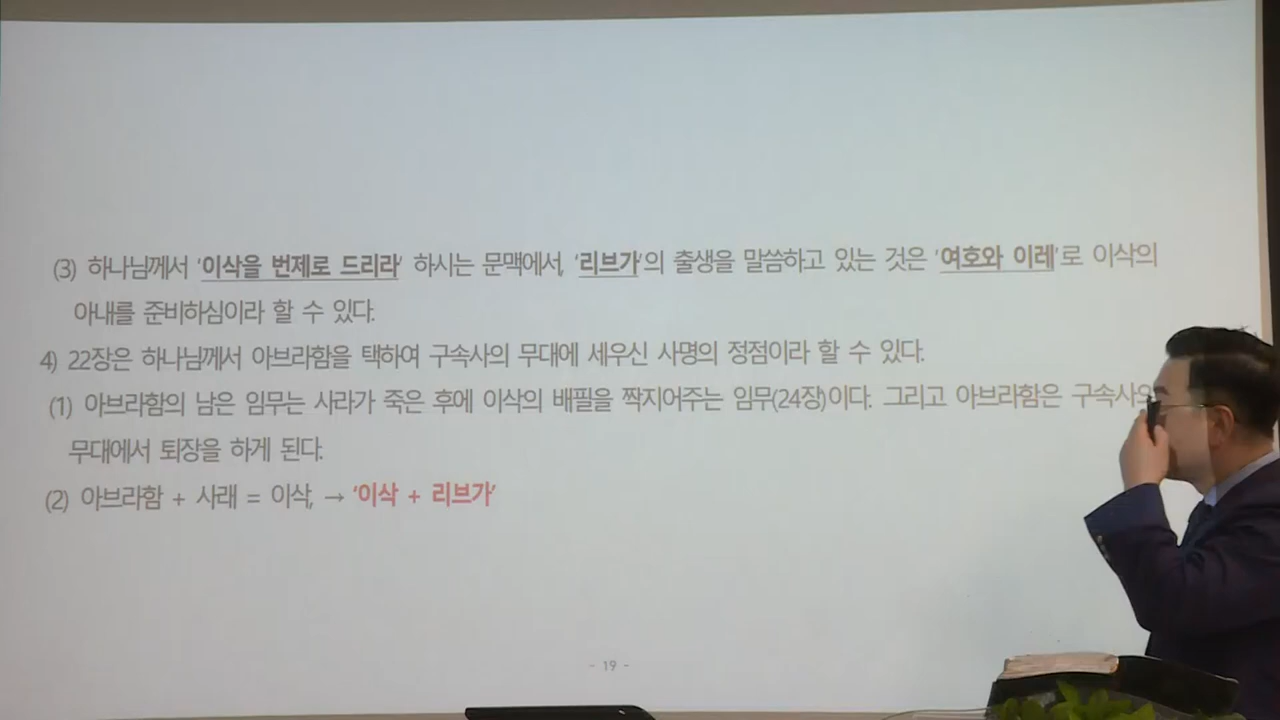 (3) 하나님께서 '이삭을 번제로 드리라' 하시는 문맥에서, '리브가'의 출생을 말씀하고 있는 것은 '여호와 이레'로 이삭의
아내를 준비하심이라 할 수 있다.
4) 22장은 하나님께서 아브라함을 택하여 구속사의 무대에 세우신 사명의 정점이라 할 수 있다.
(1) 아브라함의 남은 임무는 사라가 죽은 후에 이삭의 배필을 짝지어주는 임무(24장)이다. 그리고 아브라함은 구속사의
무대에서 퇴장을 하게 된다.
(2) 아브라함 + 사래 = 이삭, → '이삭 + 리브가'
- 19 -